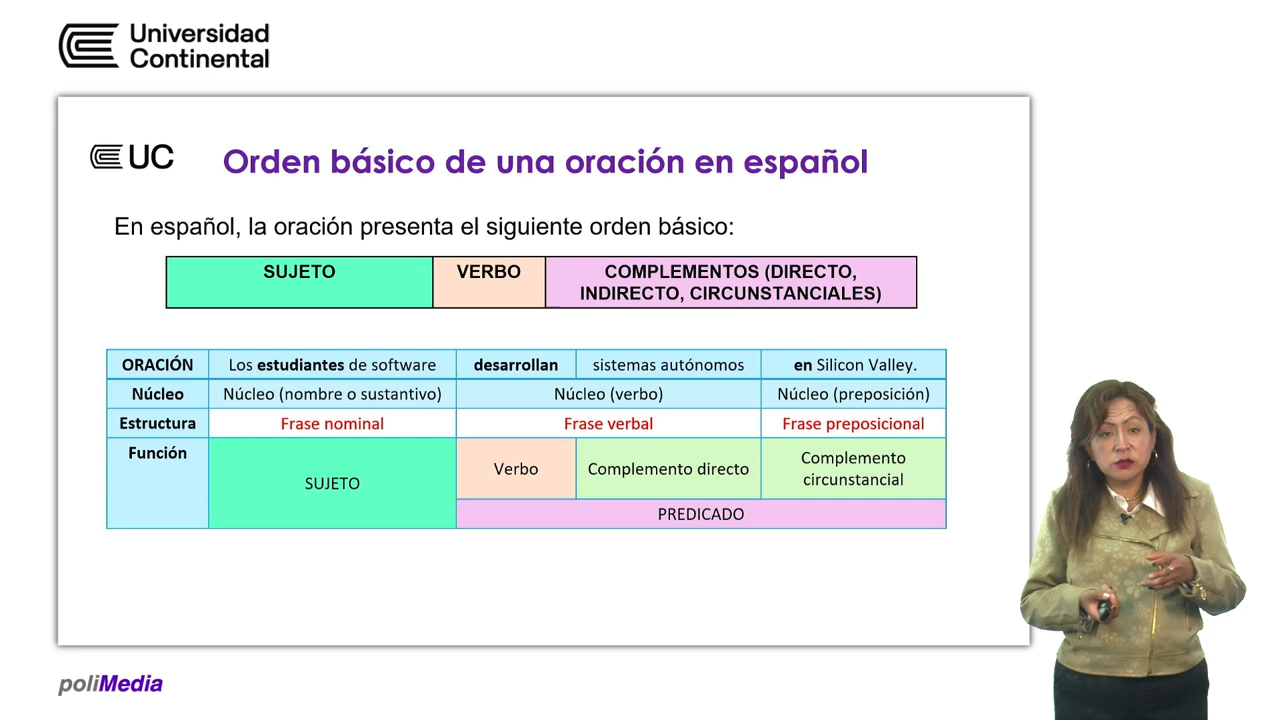 Universidad
Continental
UC
Orden básico de una oración en español
En español, la oración presenta el siguiente orden básico:
SUJETO VERBO COMPLEMENTOS (DIRECTO,
INDIRECTO, CIRCUNSTANCIALES)
ORACIÓN Los estudiantes de software desarrollan sistemas autónomos en Silicon Valley.
Núcleo Núcleo (nombre o sustantivo) Núcleo (verbo) Núcleo (preposición)
Estructura Frase nominal Frase verbal Frase preposicional
Función SUJETO Verbo Complemento directo Complemento
circunstancial
PREDICADO
poliMedia